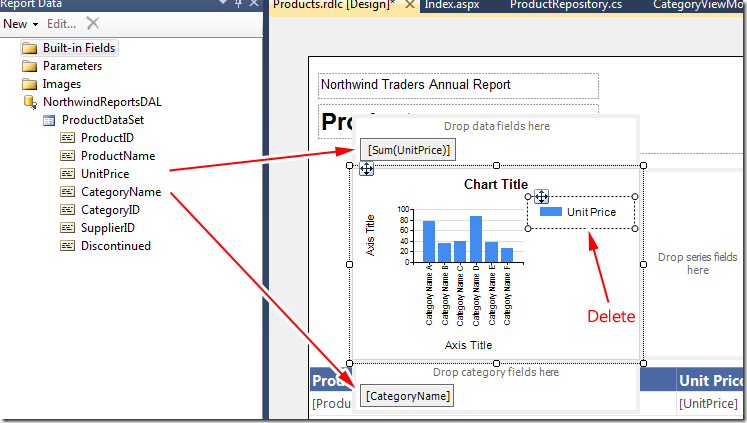 Report Data
New Edit...
Built-in Fields
Parameters
Images
NorthwindReportsDAL
ProductDataSet
ProductID
ProductName
UnitPrice
CategoryName
CategoryID
SupplierID
Discontinued
Products.rdlc [Design]* Index.aspx ProductRepository.cs CategoryViewMo
Northwind Traders Annual Report
Drop data fields here
[Sum(UnitPrice)]
Chart Title
Unit Price
Axis Title
100
80
60
40
20
0
Category Name A
Category Name B
Category Name C
Category Name D
Category Name E
Category Name F
Axis Title
Delete
Drop series fields
here
Drop category fields here
[CategoryName]
Produ Unit Price
[Produ [UnitPrice]